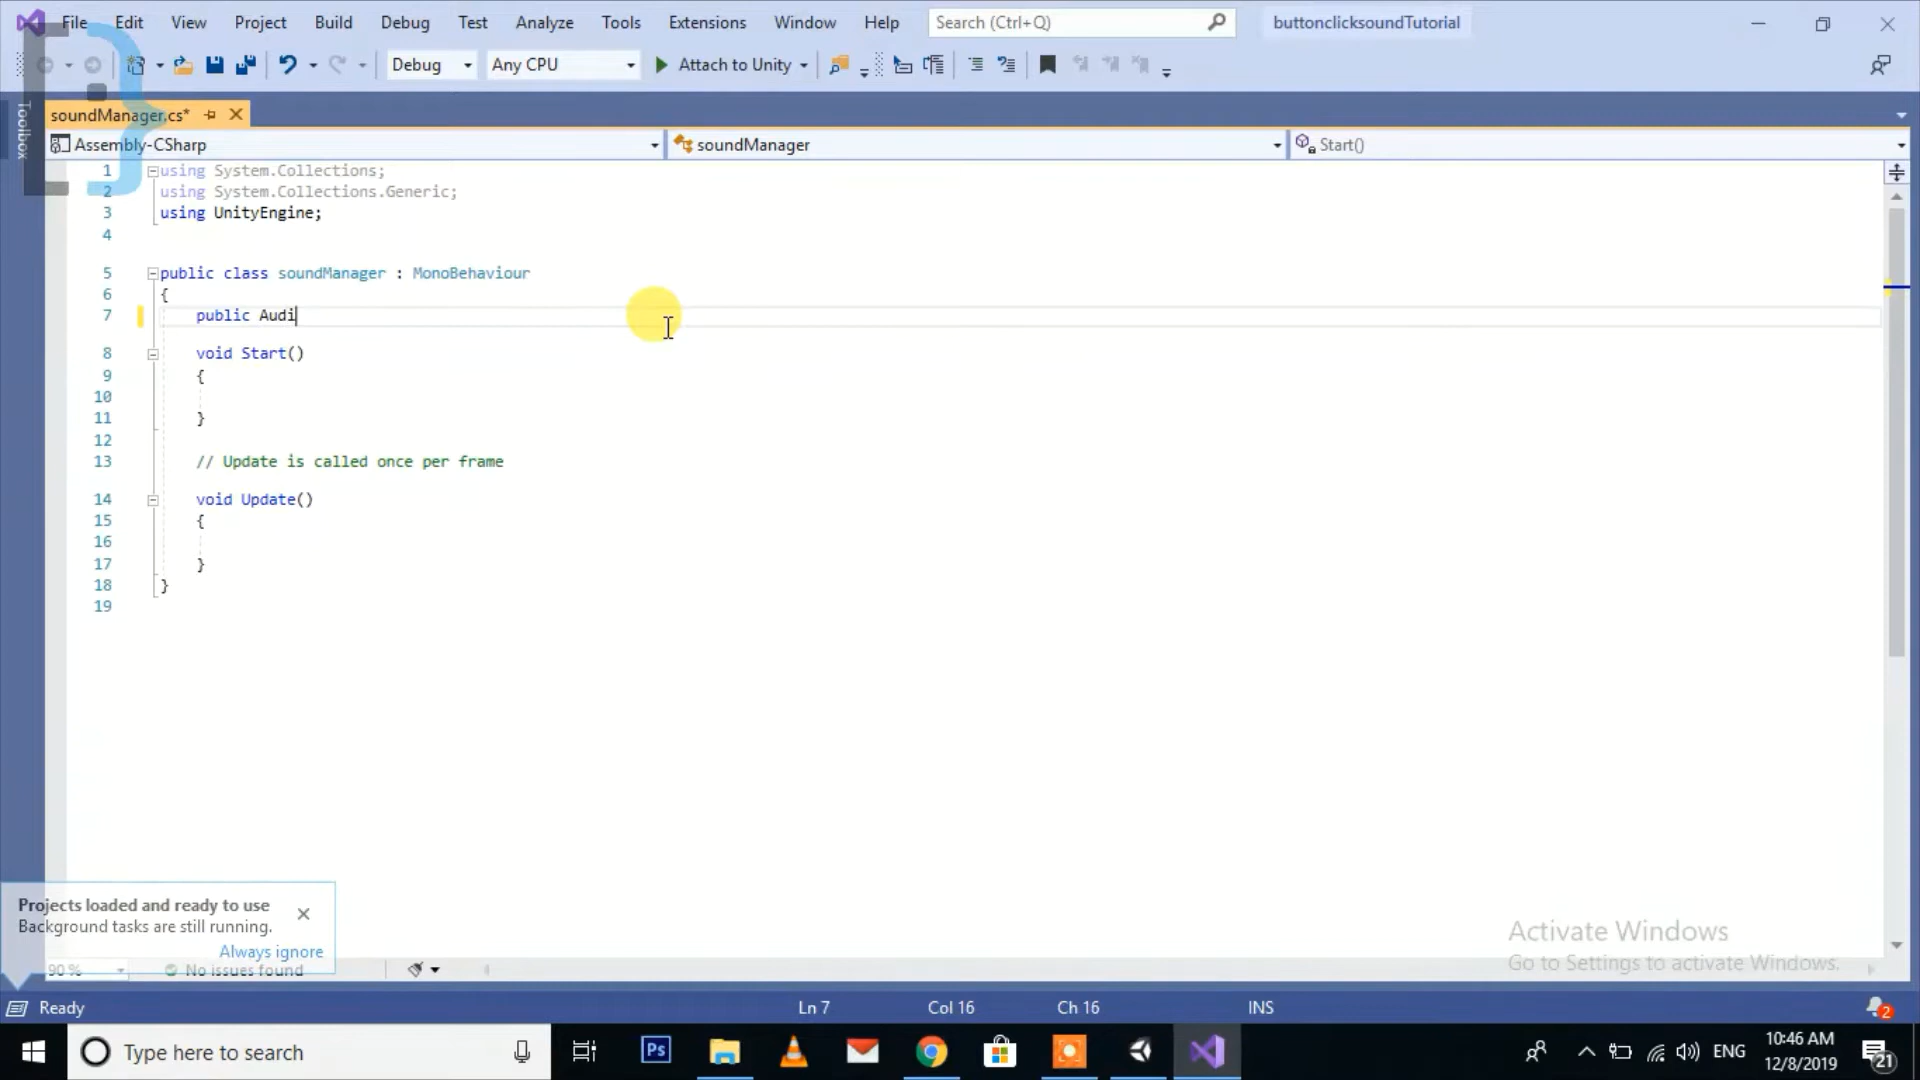 File Edit View Project Build Debug Test Analyze Tools Extensions Window Help Search (Ctrl+Q) buttonclicksoundTutorial
Debug Any CPU Attach to Unity
Toolbox
soundManager.cs*
Assembly-CSharp soundManager Start()
1 using System.Collections;
2 using System.Collections.Generic;
3 using UnityEngine;
4
5 public class soundManager : MonoBehaviour
6 {
7 public Audi
8 void Start()
9 {
10
11 }
12
13 // Update is called once per frame
14 void Update()
15 {
16
17 }
18 }
19
Projects loaded and ready to use
Background tasks are still running.
Always ignore
Activate Windows
Go to Settings to activate Windows.
90 % No issues found
Ready Ln 7 Col 16 Ch 16 INS 2
Type here to search Ps ENG 10:46 AM
12/8/2019 21